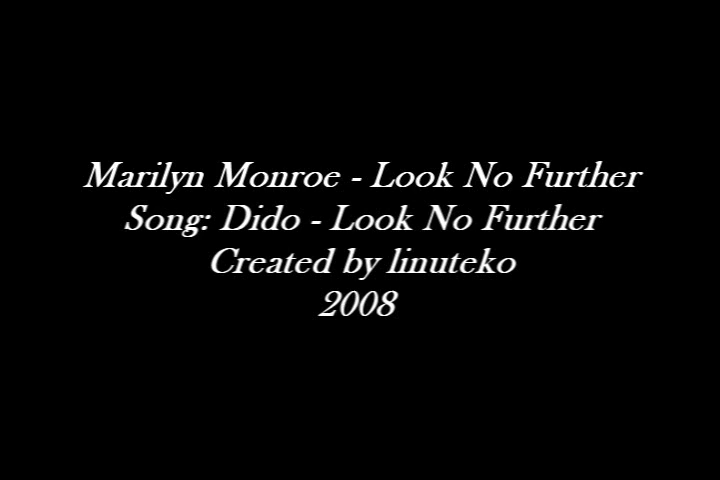 Marilyn Monroe - Look No Further
Song: Dido - Look No Further
Created by linuteko
2008